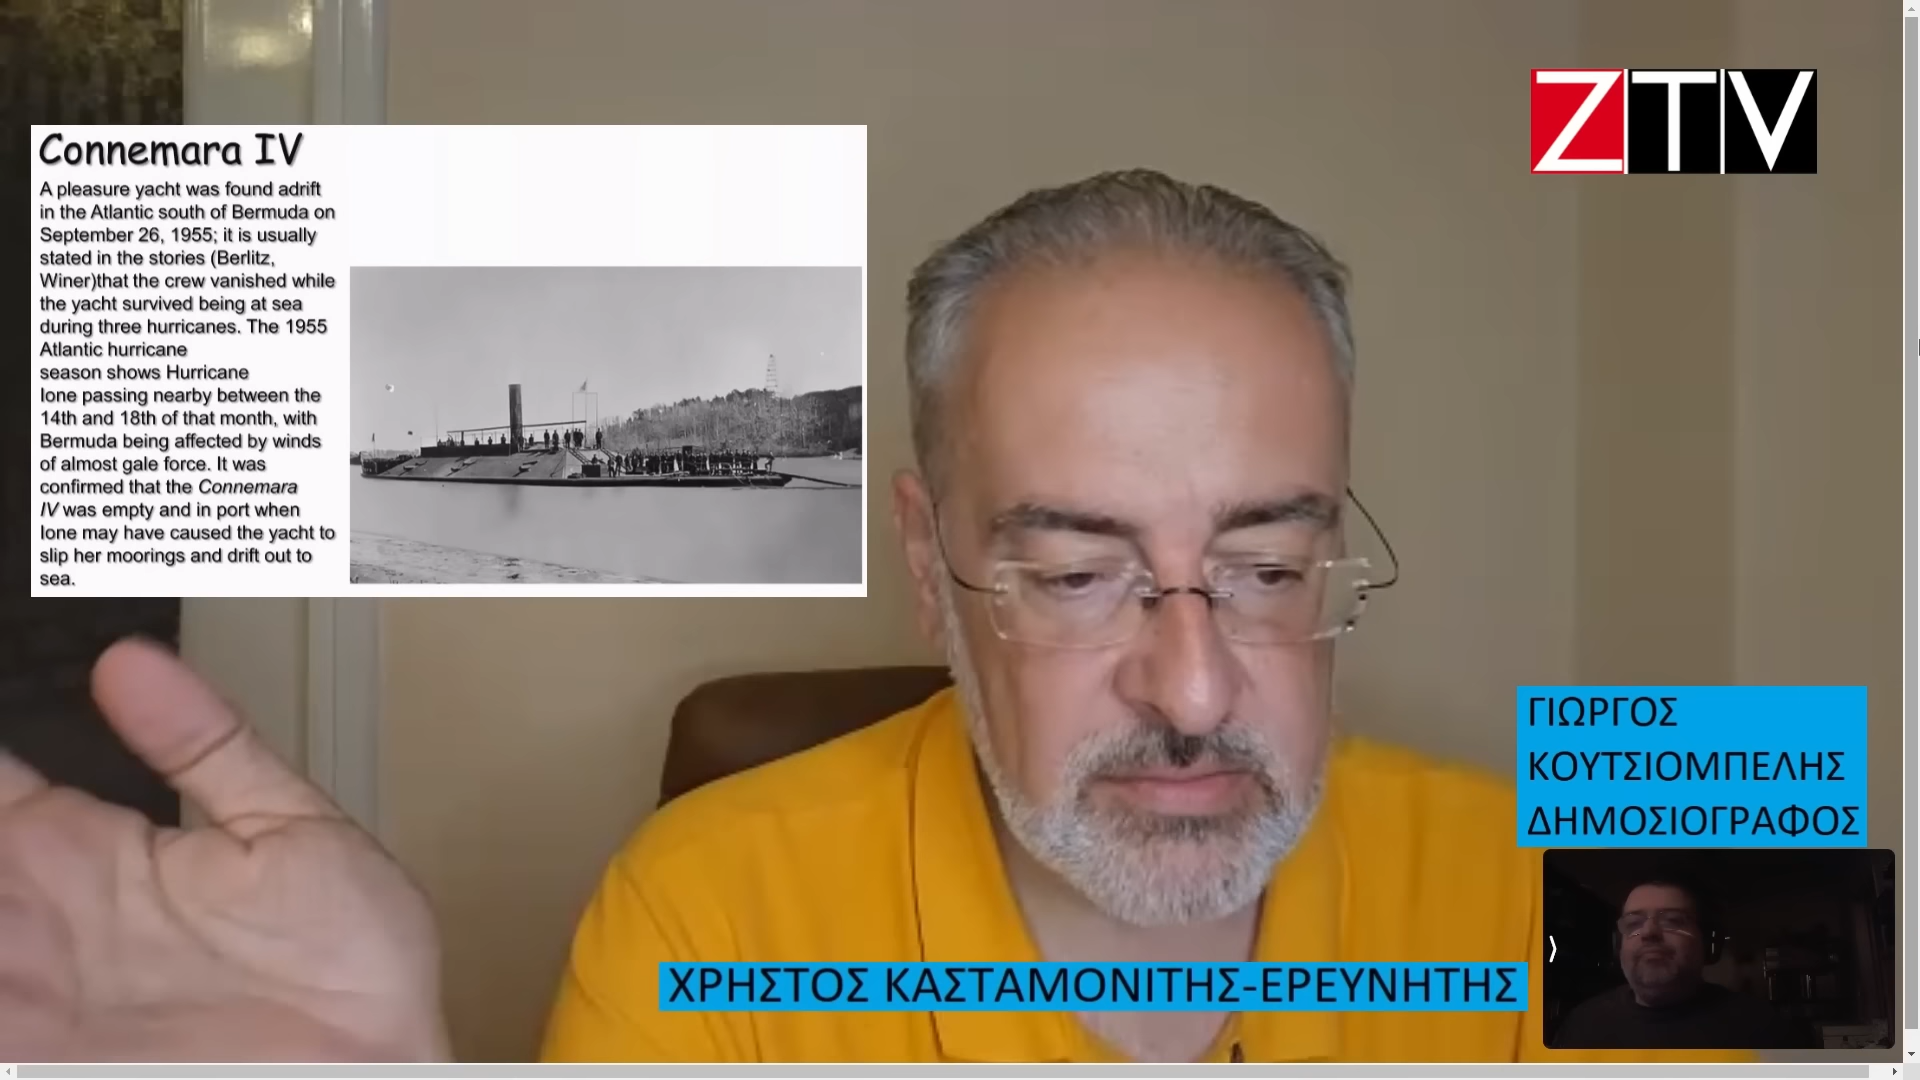 Connemara IV
A pleasure yacht was found adrift
in the Atlantic south of Bermuda on
September 26, 1955; it is usually
stated in the stories (Berlitz,
Winer)that the crew vanished while
the yacht survived being at sea
during three hurricanes. The 1955
Atlantic hurricane
season shows Hurricane
Ione passing nearby between the
14th and 18th of that month, with
Bermuda being affected by winds
of almost gale force. It was
confirmed that the Connemara
IV was empty and in port when
Ione may have caused the yacht to
slip her moorings and drift out to
sea.
ZTV
ΓΙΩΡΓΟΣ
ΚΟΥΤΣΙΟΜΠΕΛΗΣ
ΔΗΜΟΣΙΟΓΡΑΦΟΣ
ΧΡΗΣΤΟΣ ΚΑΣΤΑΜΟΝΙΤΗΣ-ΕΡΕΥΝΗΤΗΣ